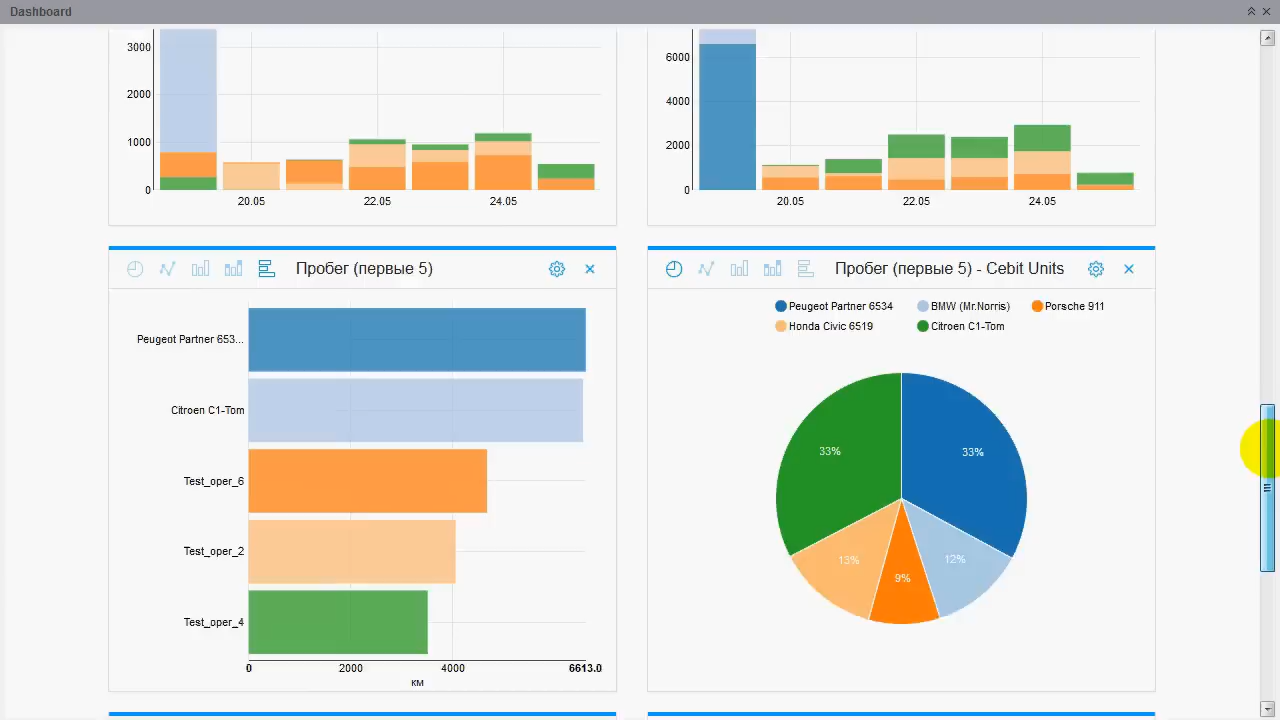 Dashboard
3000
2000
1000
0
20.05 22.05 24.05
6000
4000
2000
0
20.05 22.05 24.05
Пробег (первые 5)
Peugeot Partner 653...
Citroen C1-Tom
Test_oper_6
Test_oper_2
Test_oper_4
0 2000 4000 6613.0
км
Пробег (первые 5) - Cebit Units
Peugeot Partner 6534 BMW (Mr.Norris) Porsche 911
Honda Civic 6519 Citroen C1-Tom
33% 33%
13% 12%
9%